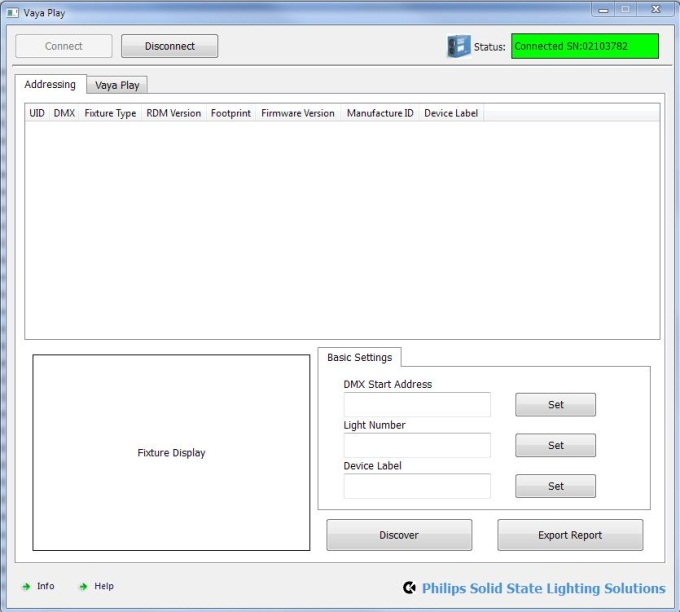 Vaya Play
Connect Disconnect Status: Connected SN:02103782
Addressing Vaya Play
UID DMX Fixture Type RDM Version Footprint Firmware Version Manufacture ID Device Label
Fixture Display
Basic Settings
DMX Start Address
Set
Light Number
Set
Device Label
Set
Discover Export Report
Info Help Philips Solid State Lighting Solutions